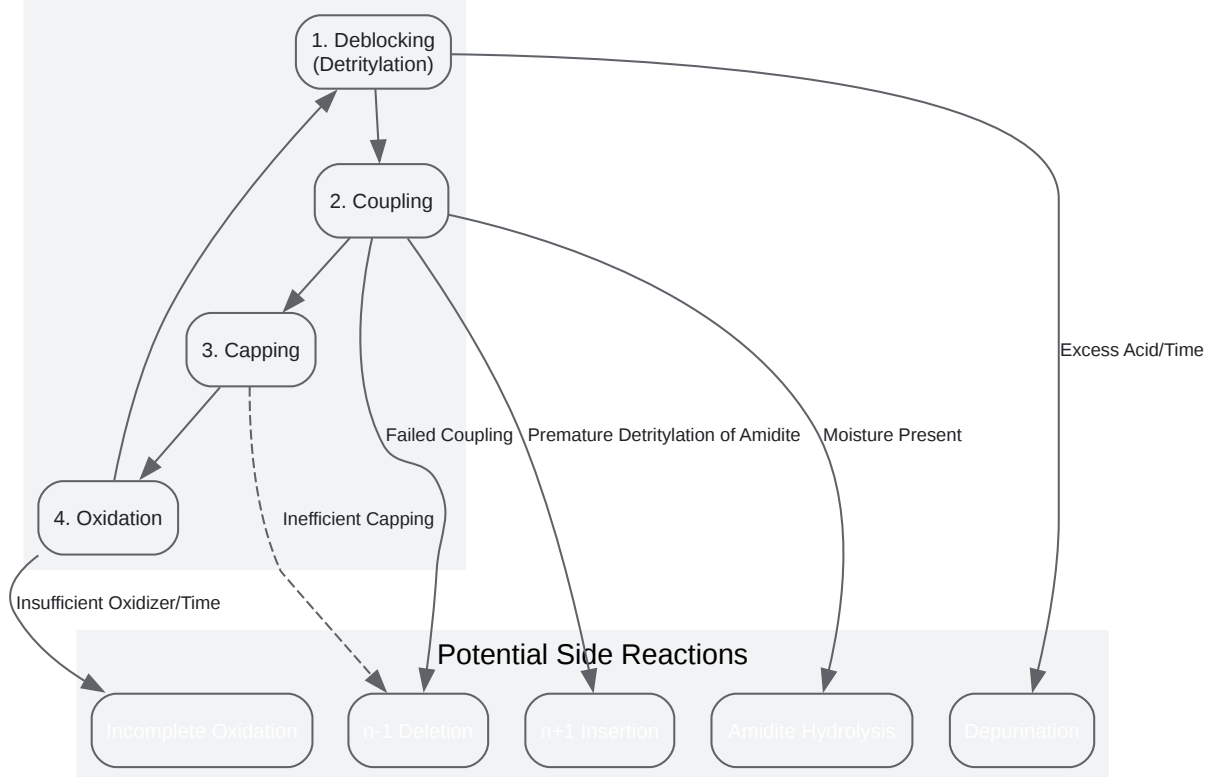 1. Deblocking
(Detritylation)
2. Coupling
3. Capping
Excess Acid/Time
Failed Coupling
Premature Detritylation of Amidite
Moisture Present
4. Oxidation
Inefficient Capping
Insufficient Oxidizer/Time
Potential Side Reactions
Incomplete Oxidation
n-1 Deletion
n+1 Insertion
Amidite Hydrolysis
Depurination